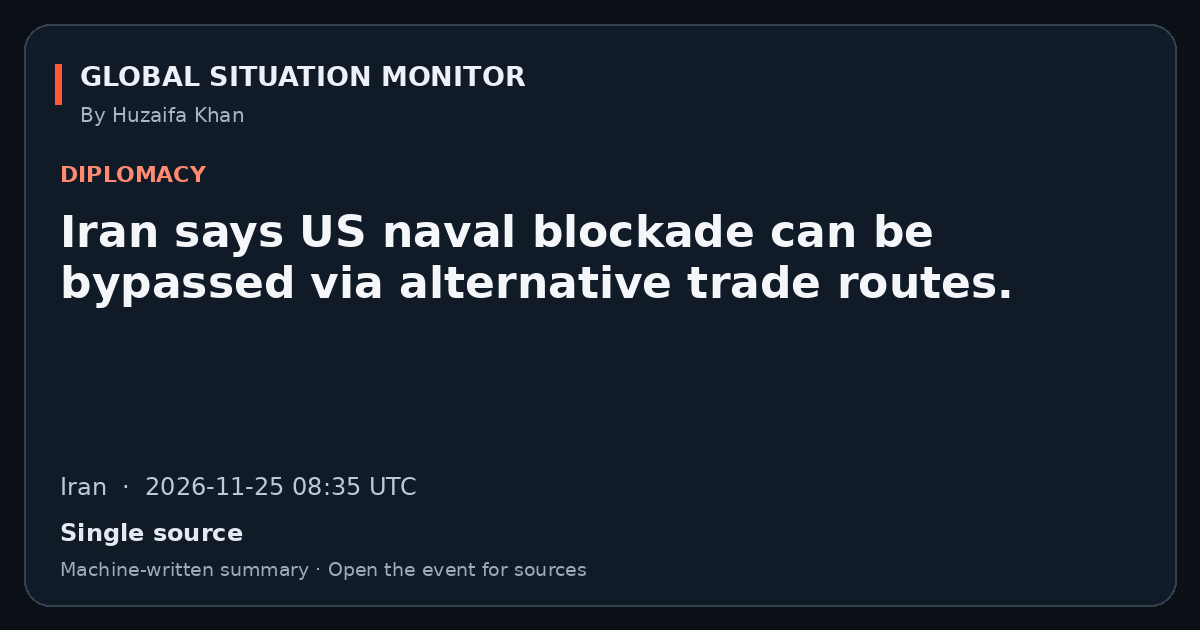 GLOBAL SITUATION MONITOR
By Huzaifa Khan
DIPLOMACY
Iran says US naval blockade can be
bypassed via alternative trade routes.
Iran · 2026-11-25 08:35 UTC
Single source
Machine-written summary · Open the event for sources